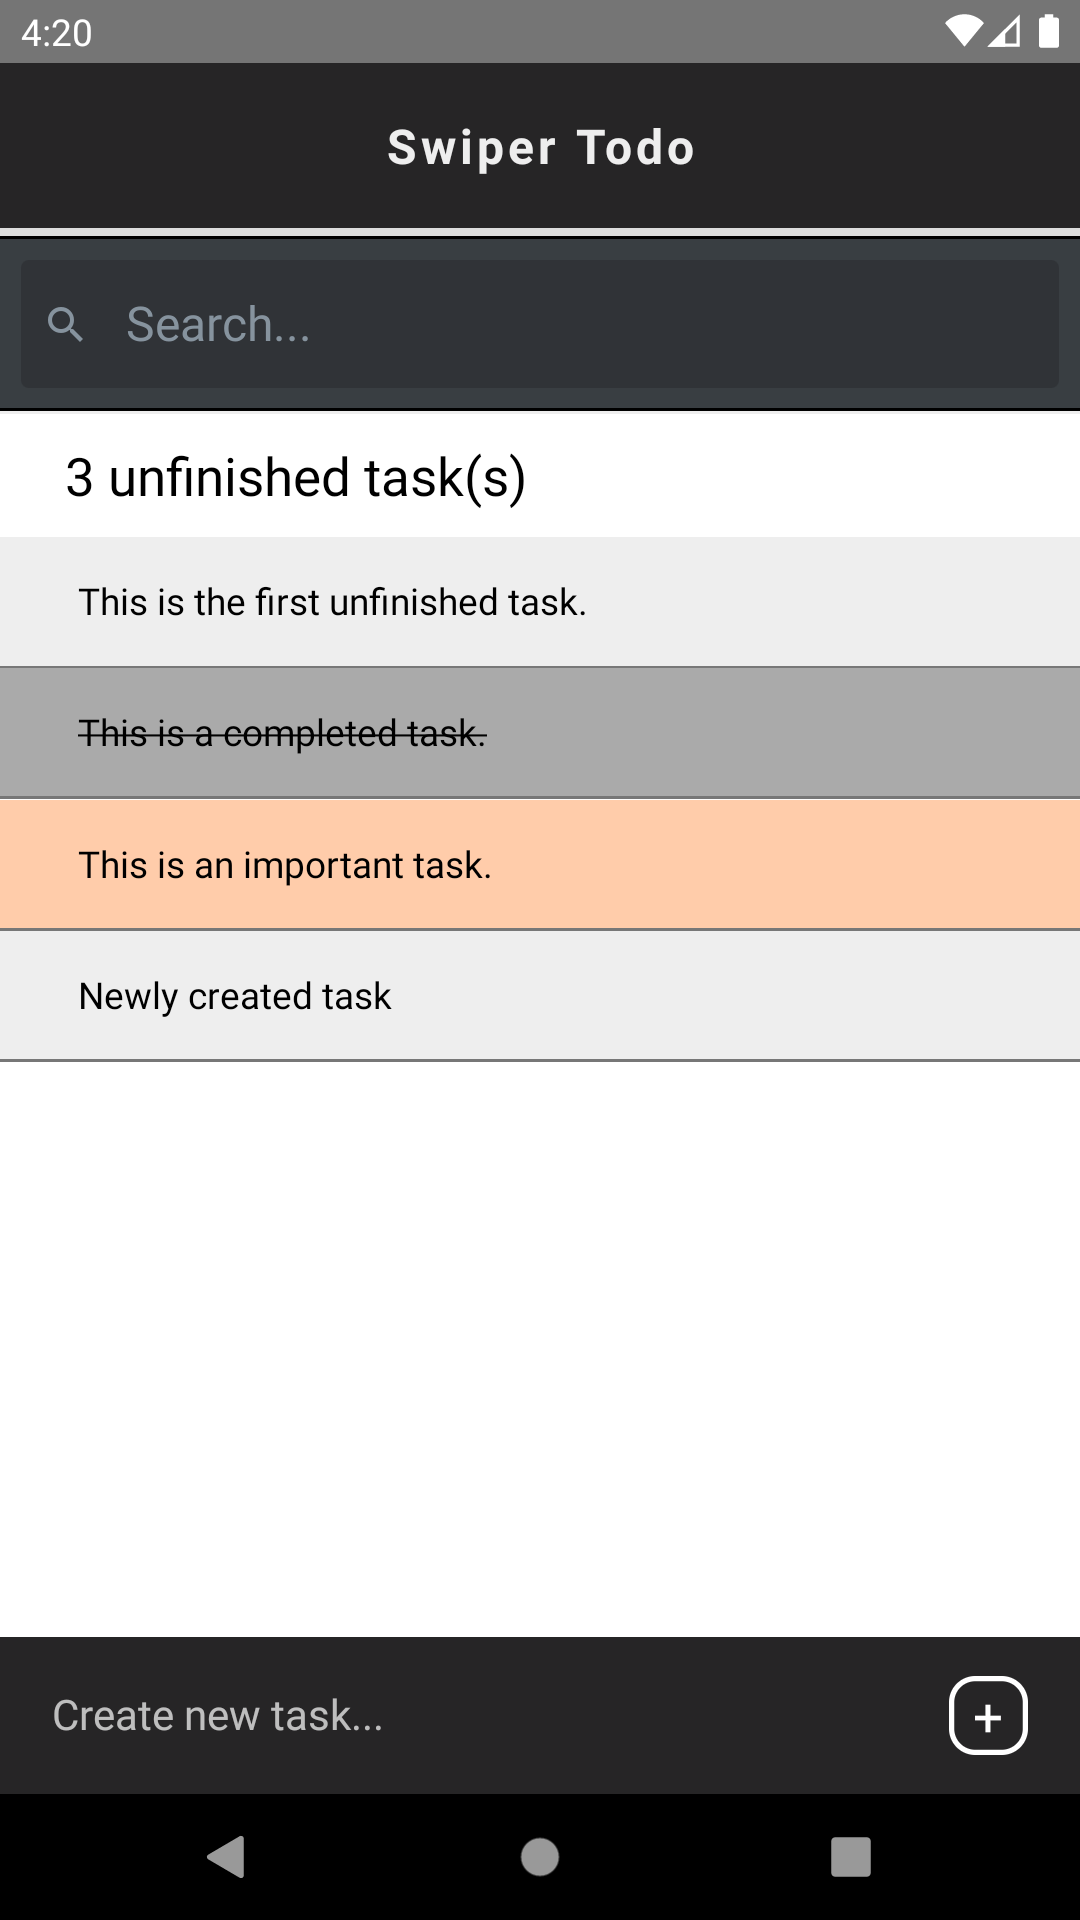 4:20
Swiper Todo
Search...
3 unfinished task(s)
This is the first unfinished task.
This is a completed task.
This is an important task.
Newly created task
Create new task...
+